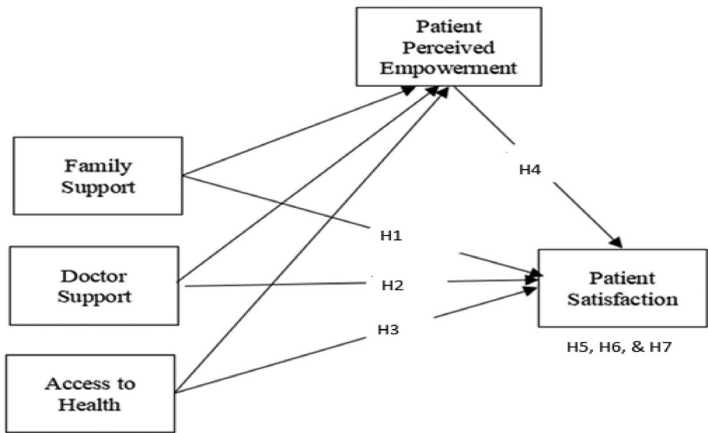 Patient
Perceived
Empowerment
Family
Support
H4
H1
Doctor
Support
H2
Patient
Satisfaction
H3
H5, H6, & H7
Access to
Health